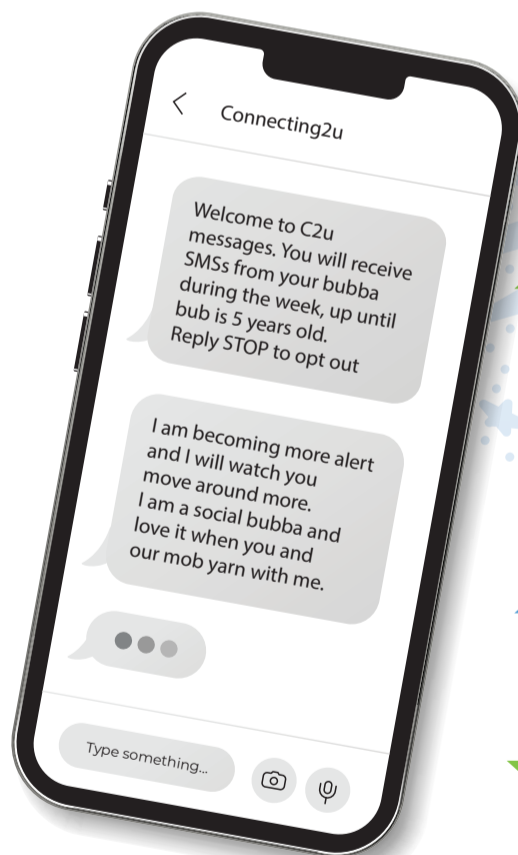 Connecting2u
Welcome to C2u
messages. You will receive
SMSs from your bubba
during the week, up until
bub is 5 years old.
Reply STOP to opt out
I am becoming more alert
and I will watch you
move around more.
I am a social bubba and
love it when you and
our mob yarn with me.
Type something...